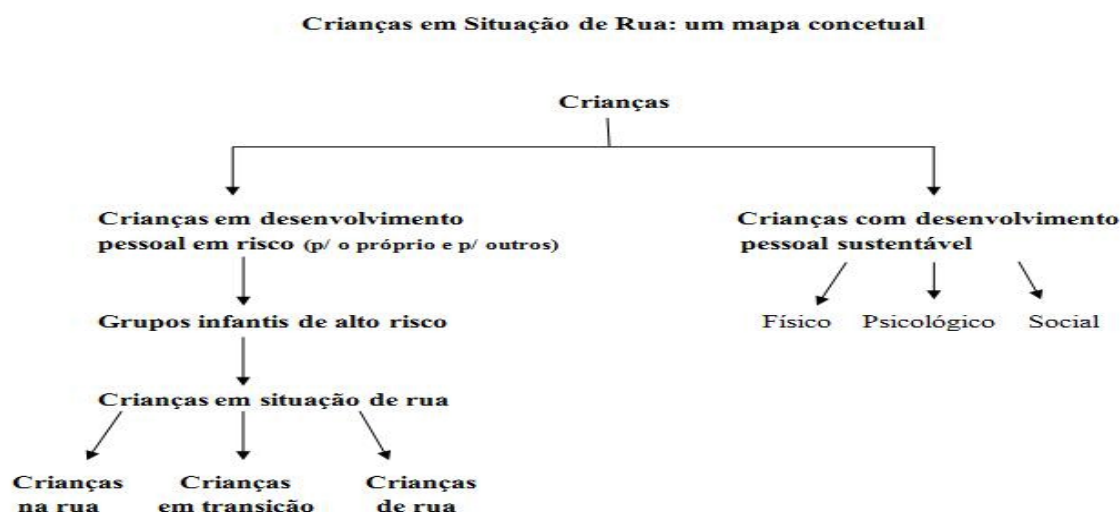 Crianças em Situação de Rua: um mapa concetual
Crianças
Crianças em desenvolvimento
pessoal em risco (p/ o próprio e p/ outros)
Crianças com desenvolvimento
pessoal sustentável
Grupos infantis de alto risco
Físico Psicológico Social
Crianças em situação de rua
Crianças
na rua
Crianças
em transição
Crianças
de rua